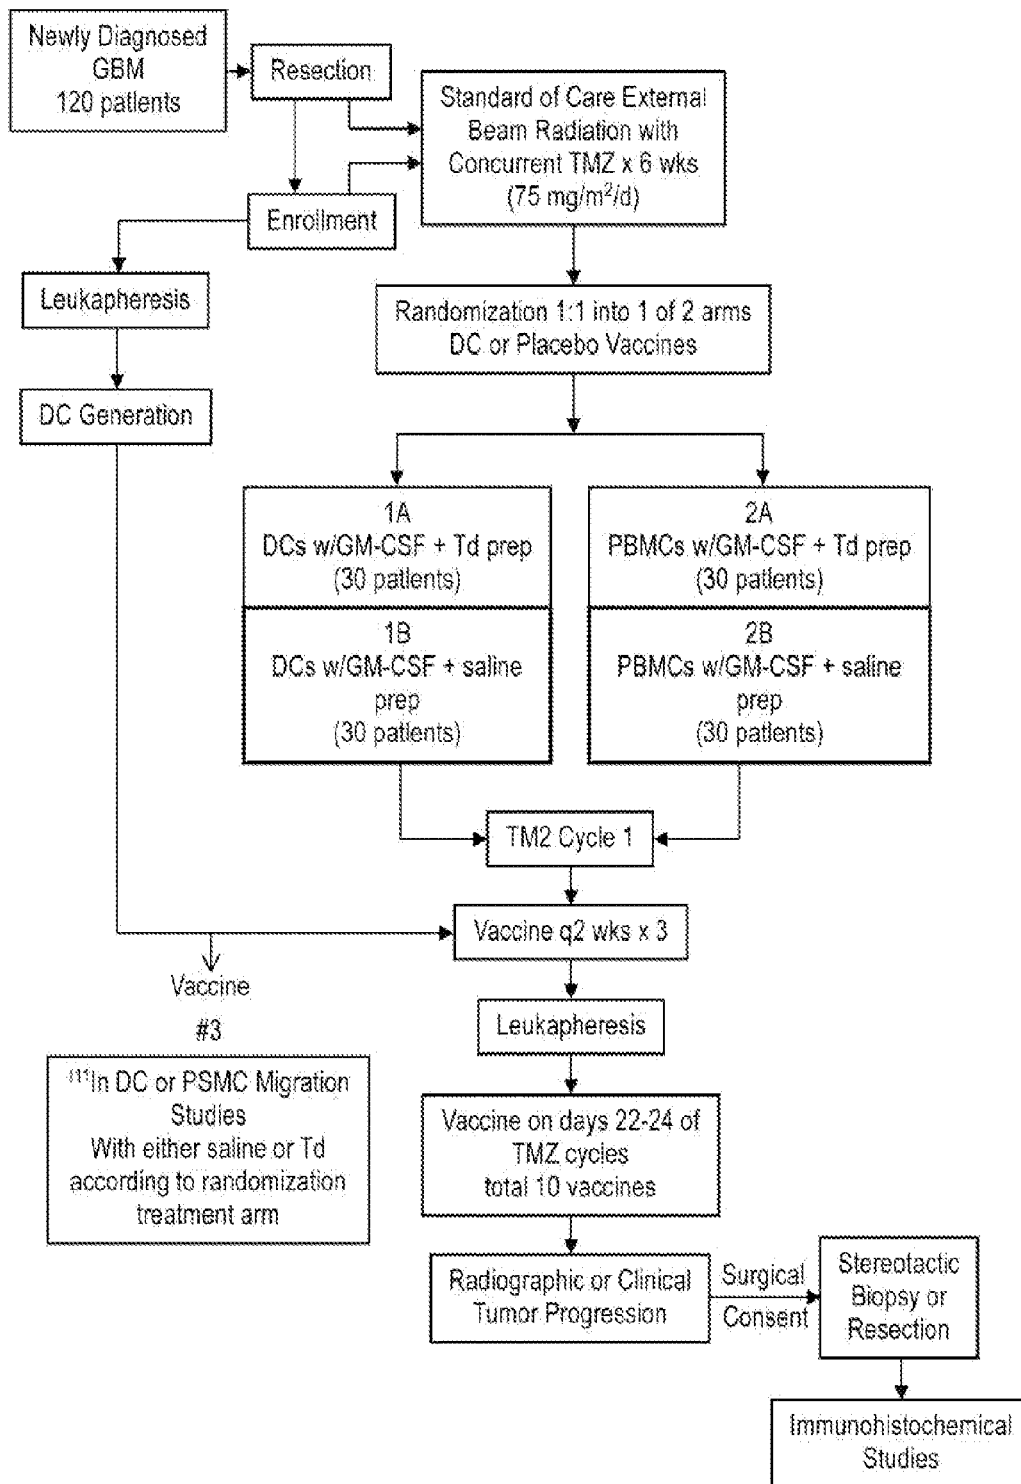 Newly Diagnosed
GBM
120 patients
Resection
Standard of Care External
Beam Radiation with
Concurrent TMZ x 6 wks
(75 mg/m²/d)
Enrollment
Leukapheresis
Randomization 1:1 into 1 of 2 arms
DC or Placebo Vaccines
DC Generation
1A
DCs w/GM-CSF + Td prep
(30 patients)
2A
PBMCs w/GM-CSF + Td prep
(30 patients)
1B
DCs w/GM-CSF + saline
prep
(30 patients)
2B
PBMCs w/GM-CSF + saline
prep
(30 patients)
TM2 Cycle 1
Vaccine q2 wks x 3
Vaccine
#3
Leukapheresis
¹¹¹In DC or PSMC Migration
Studies
With either saline or Td
according to randomization
treatment arm
Vaccine on days 22-24 of
TMZ cycles
total 10 vaccines
Radiographic or Clinical
Tumor Progression
Surgical
Consent
Stereotactic
Biopsy or
Resection
Immunohistochemical
Studies